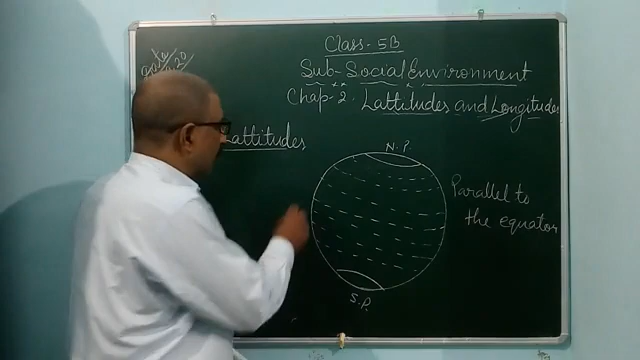 Class - 5B
Sub - Social Environment
Chap - 2. Lattitudes and Longitudes
Lattitudes
N.P.
Parallel to
the equator
S.P.